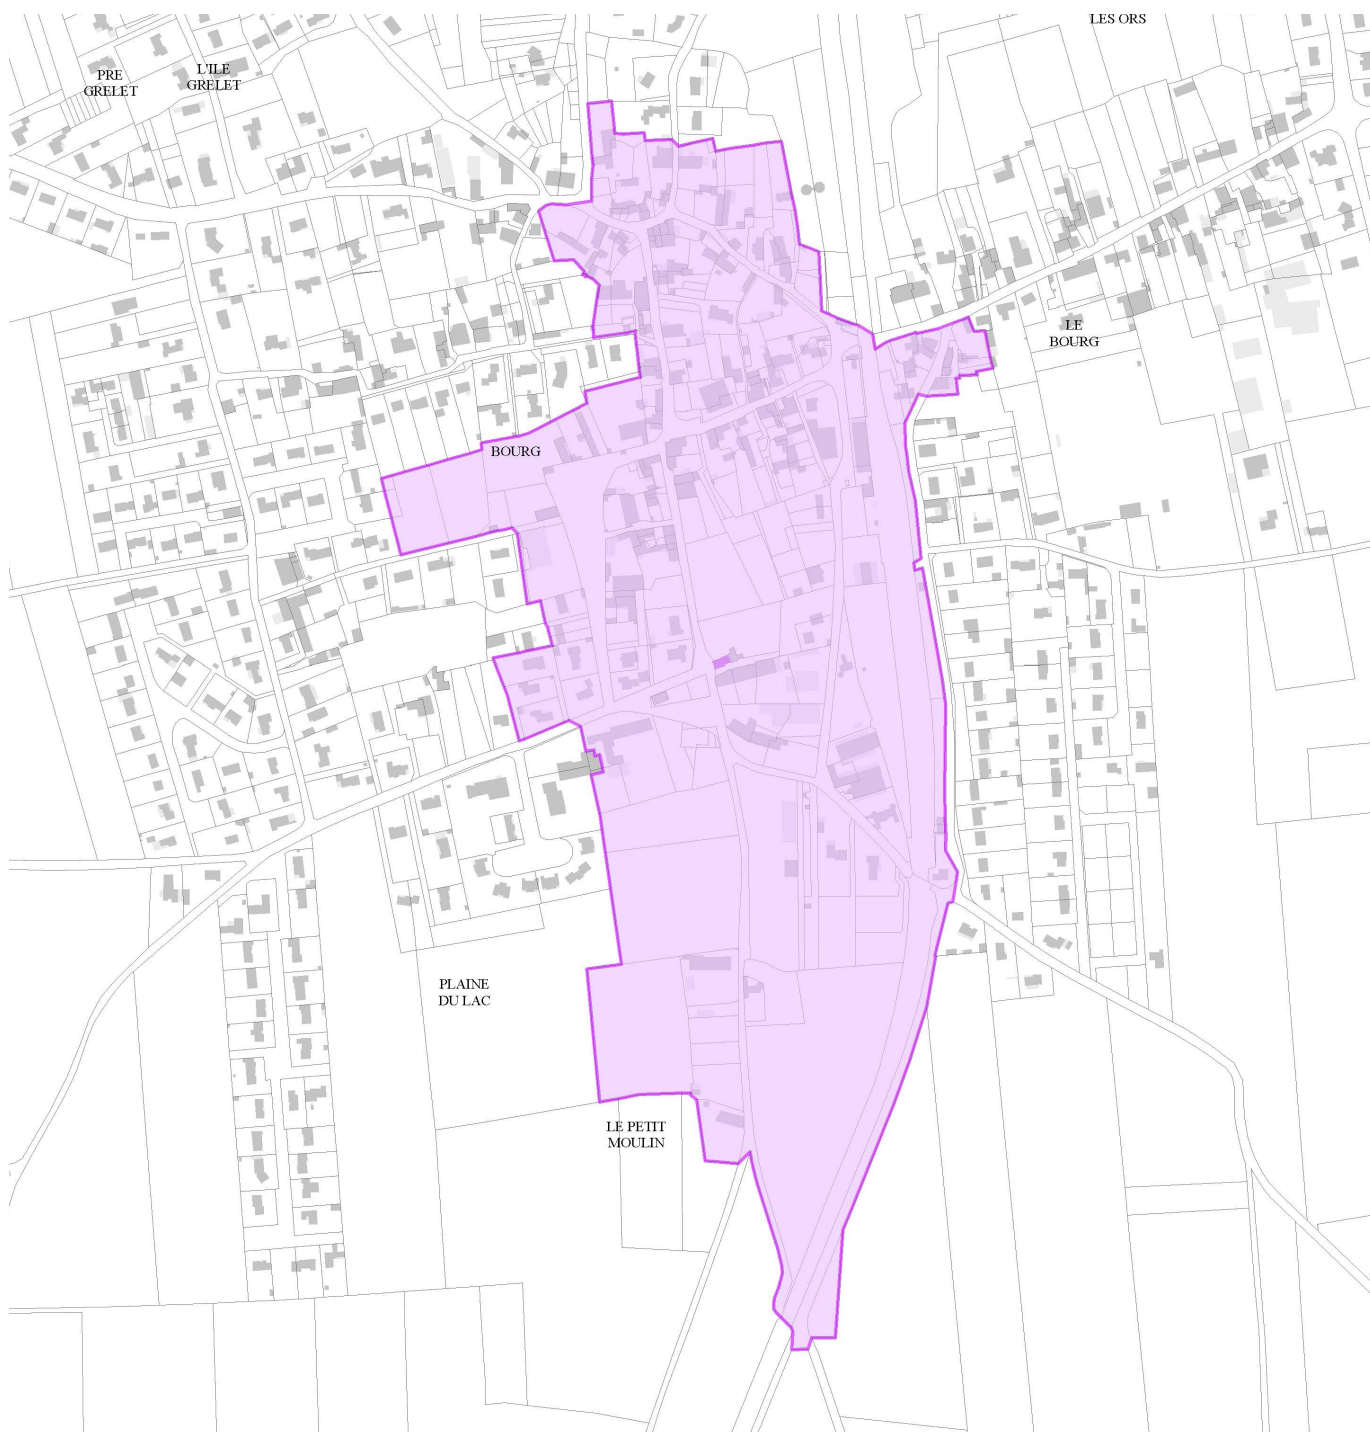 LES ORS
L'ILE
GRELET
PRE
GRELET
LE
BOURG
BOURG
PLAINE
DU LAC
LE PETIT
MOULIN